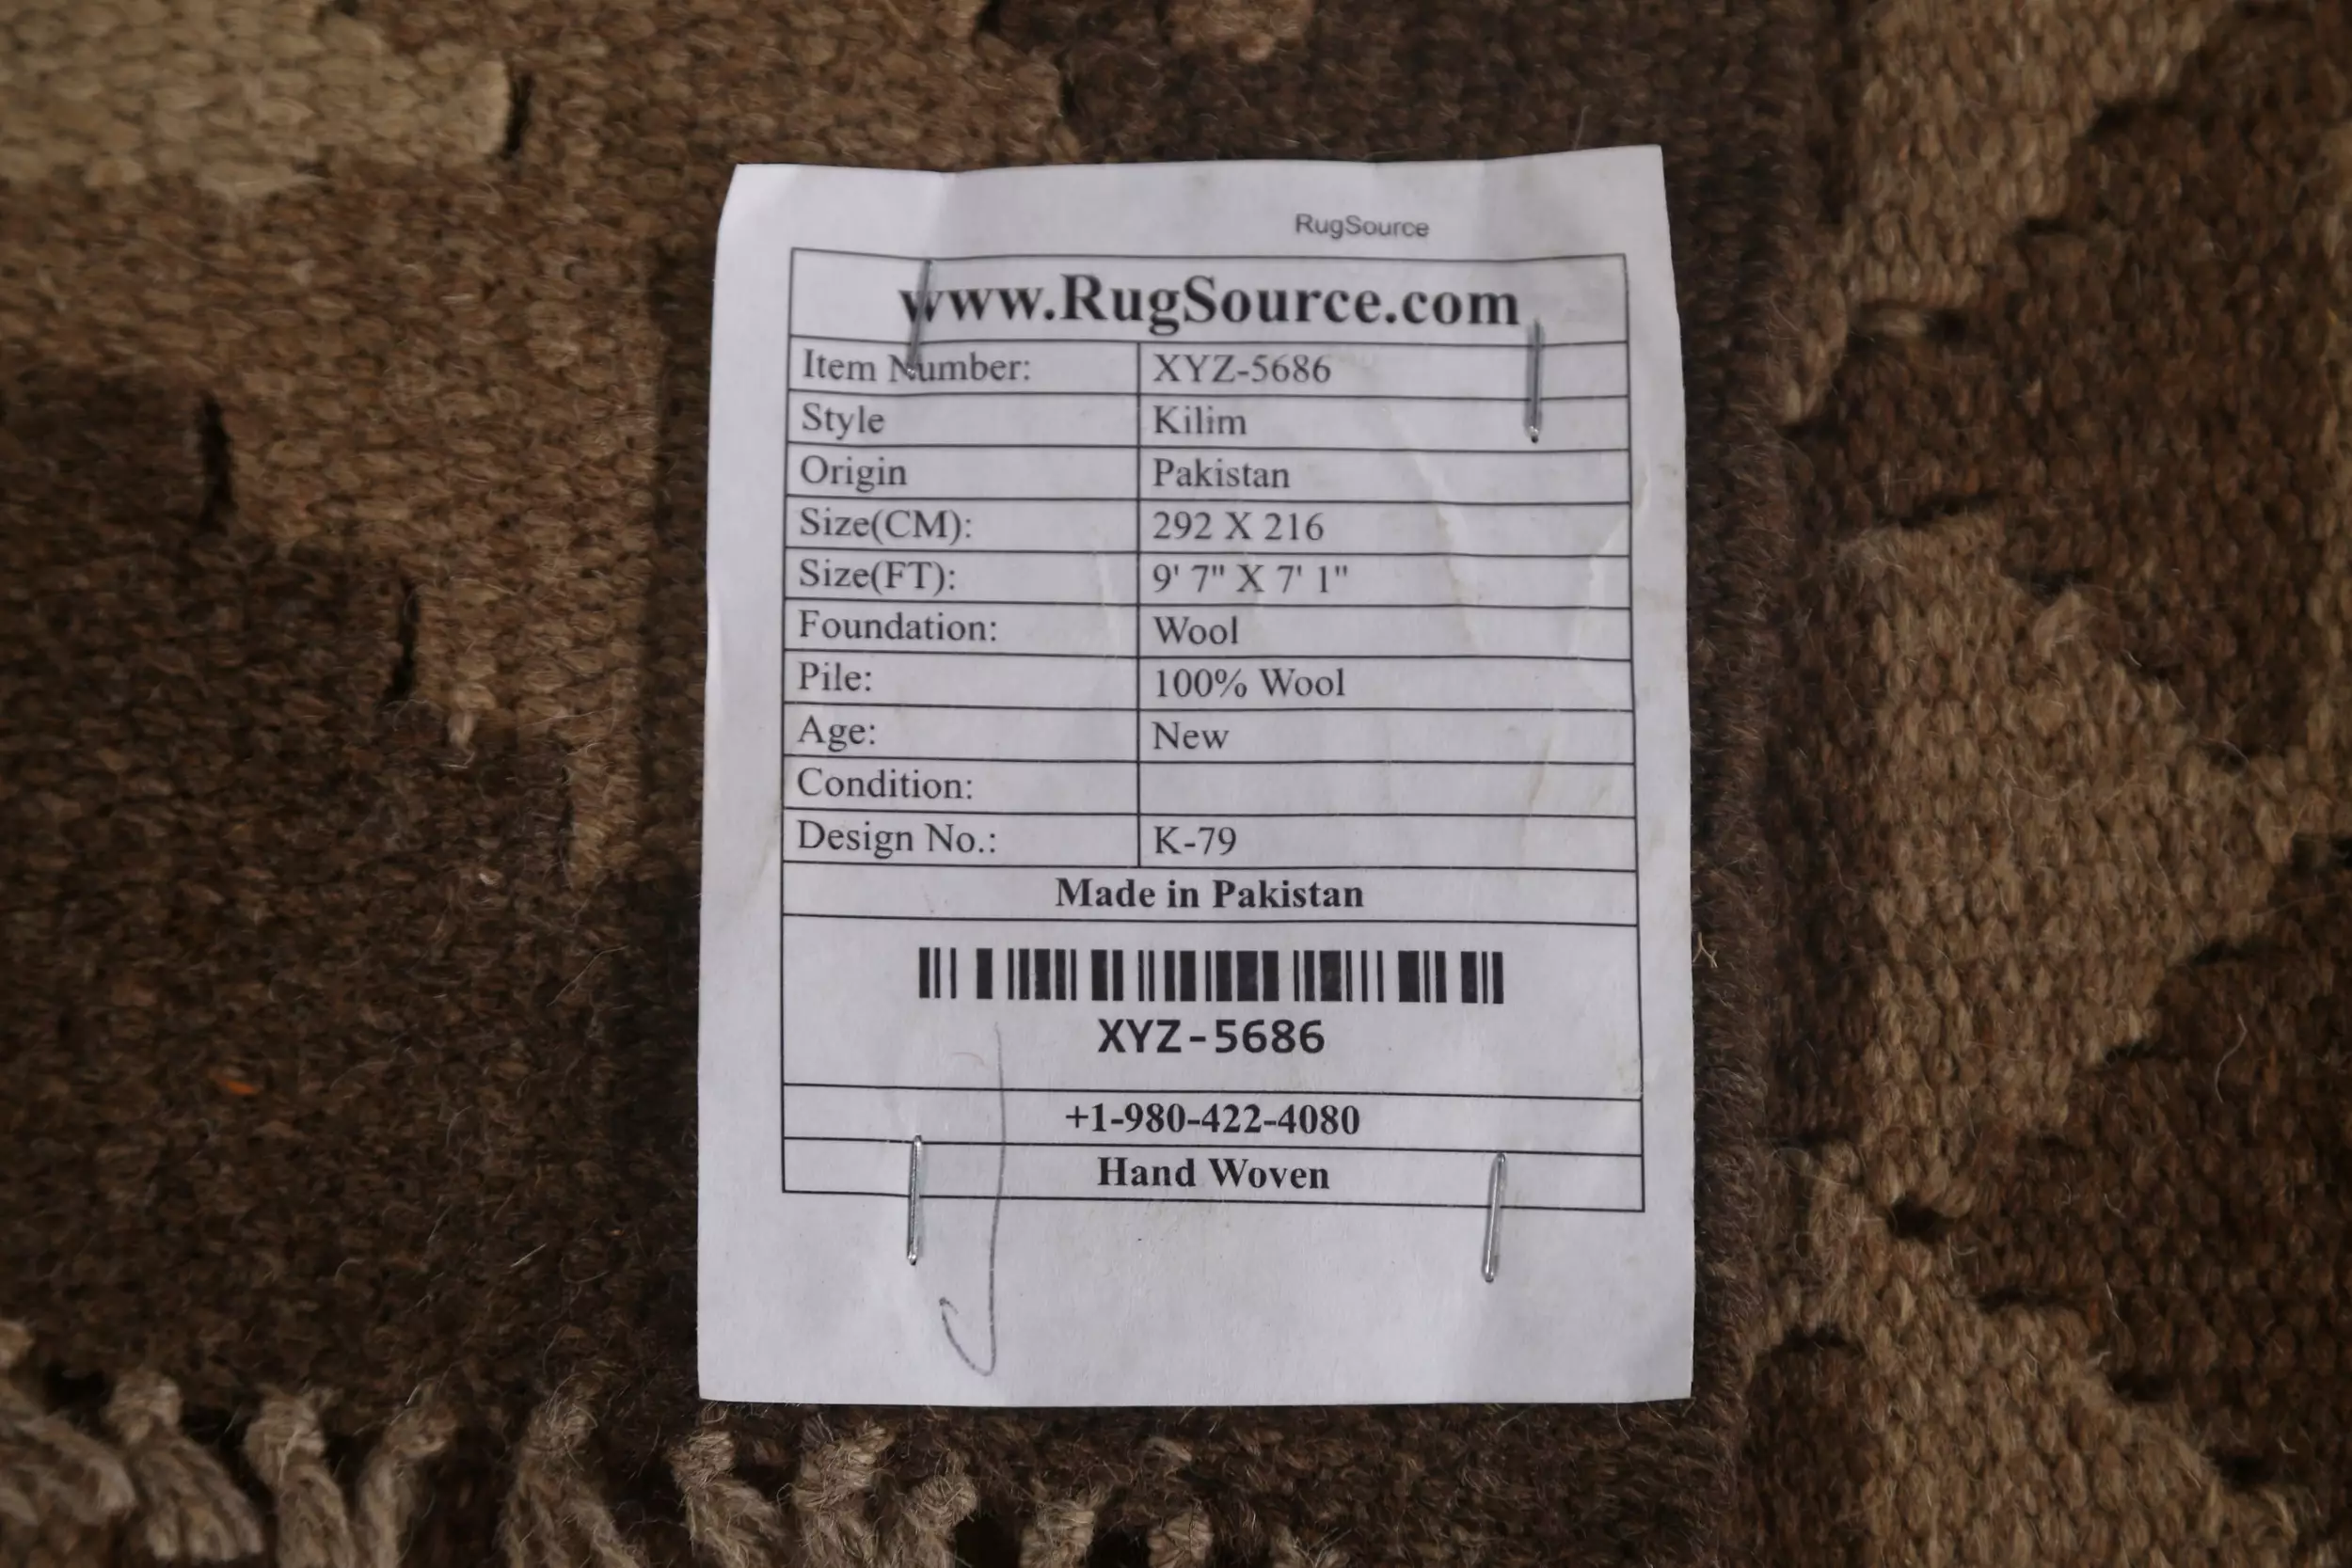 RugSource
www.RugSource.com
Item Number: XYZ-5686
Style Kilim
Origin Pakistan
Size(CM): 292 X 216
Size(FT): 9' 7" X 7' 1"
Foundation: Wool
Pile: 100% Wool
Age: New
Condition:
Design No.: K-79
Made in Pakistan
XYZ-5686
+1-980-422-4080
Hand Woven